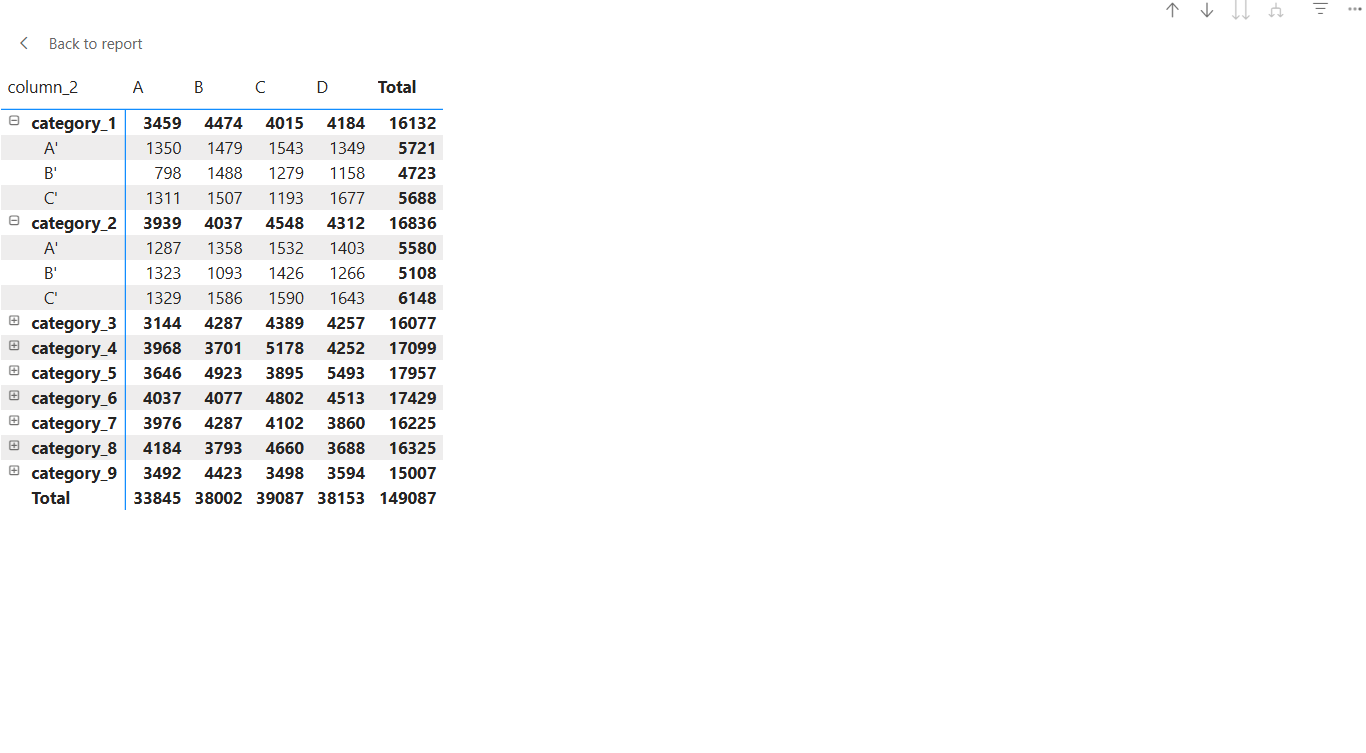 Back to report
column_2 A B C D Total
category_1 3459 4474 4015 4184 16132
A' 1350 1479 1543 1349 5721
B' 798 1488 1279 1158 4723
C' 1311 1507 1193 1677 5688
category_2 3939 4037 4548 4312 16836
A' 1287 1358 1532 1403 5580
B' 1323 1093 1426 1266 5108
C' 1329 1586 1590 1643 6148
category_3 3144 4287 4389 4257 16077
category_4 3968 3701 5178 4252 17099
category_5 3646 4923 3895 5493 17957
category_6 4037 4077 4802 4513 17429
category_7 3976 4287 4102 3860 16225
category_8 4184 3793 4660 3688 16325
category_9 3492 4423 3498 3594 15007
Total 33845 38002 39087 38153 149087